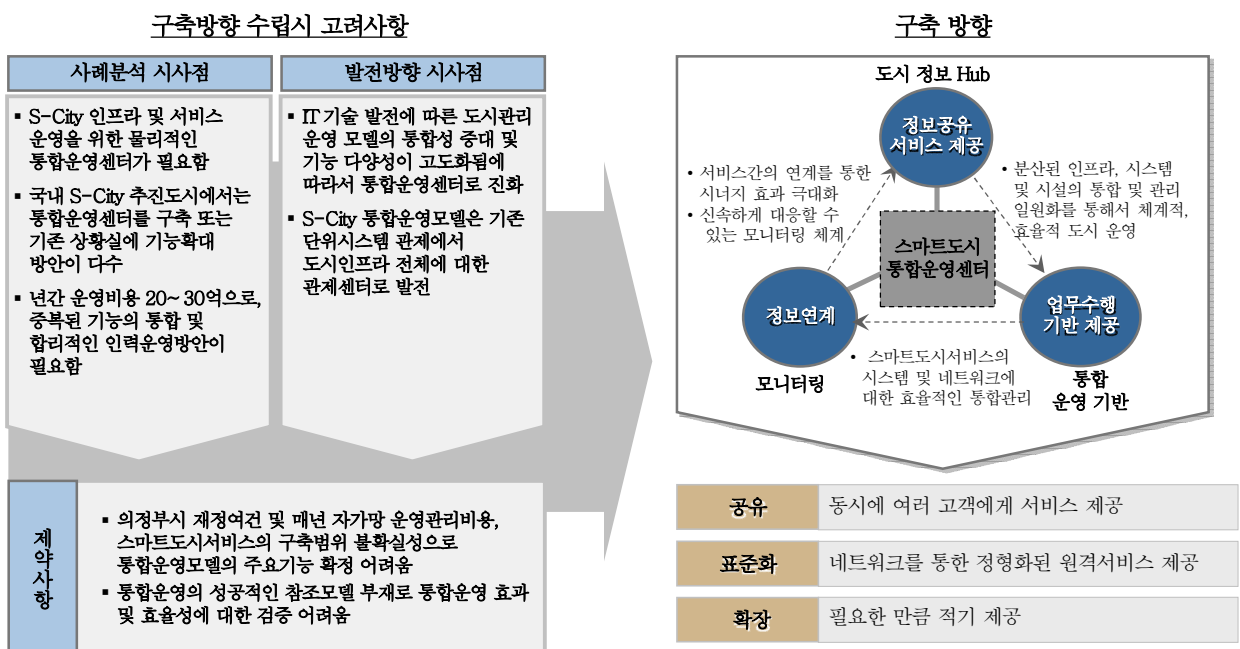 구축방향 수립시 고려사항
사례분석 시사점
▪ S-City 인프라 및 서비스
운영을 위한 물리적인
통합운영센터가 필요함
▪ 국내 S-City 추진도시에서는
통합운영센터를 구축 또는
기존 상황실에 기능확대
방안이 다수
▪ 년간 운영비용 20~30억으로,
중복된 기능의 통합 및
합리적인 인력운영방안이
필요함
발전방향 시사점
▪ IT기술 발전에 따른 도시관리
운영 모델의 통합성 증대 및
기능 다양성이 고도화됨에
따라서 통합운영센터로 진화
▪ S-City 통합운영모델은 기존
단위시스템 관제에서
도시인프라 전체에 대한
관제센터로 발전
제약사항
▪ 의정부시 재정여건 및 매년 자가망 운영관리비용,
스마트도시서비스의 구축범위 불확실성으로
통합운영모델의 주요기능 확정 어려움
▪ 통합운영의 성공적인 참조모델 부재로 통합운영 효과
및 효율성에 대한 검증 어려움
구축 방향
도시 정보 Hub
정보공유
서비스 제공
• 서비스간의 연계를 통한
시너지 효과 극대화
• 신속하게 대응할 수
있는 모니터링 체계
• 분산된 인프라, 시스템
및 시설의 통합 및 관리
일원화를 통해서 체계적,
효율적 도시 운영
스마트도시
통합운영센터
정보연계
모니터링
업무수행
기반 제공
통합
운영 기반
• 스마트도시서비스의
시스템 및 네트워크에
대한 효율적인 통합관리
공유
동시에 여러 고객에게 서비스 제공
표준화
네트워크를 통한 정형화된 원격서비스 제공
확장
필요한 만큼 적기 제공